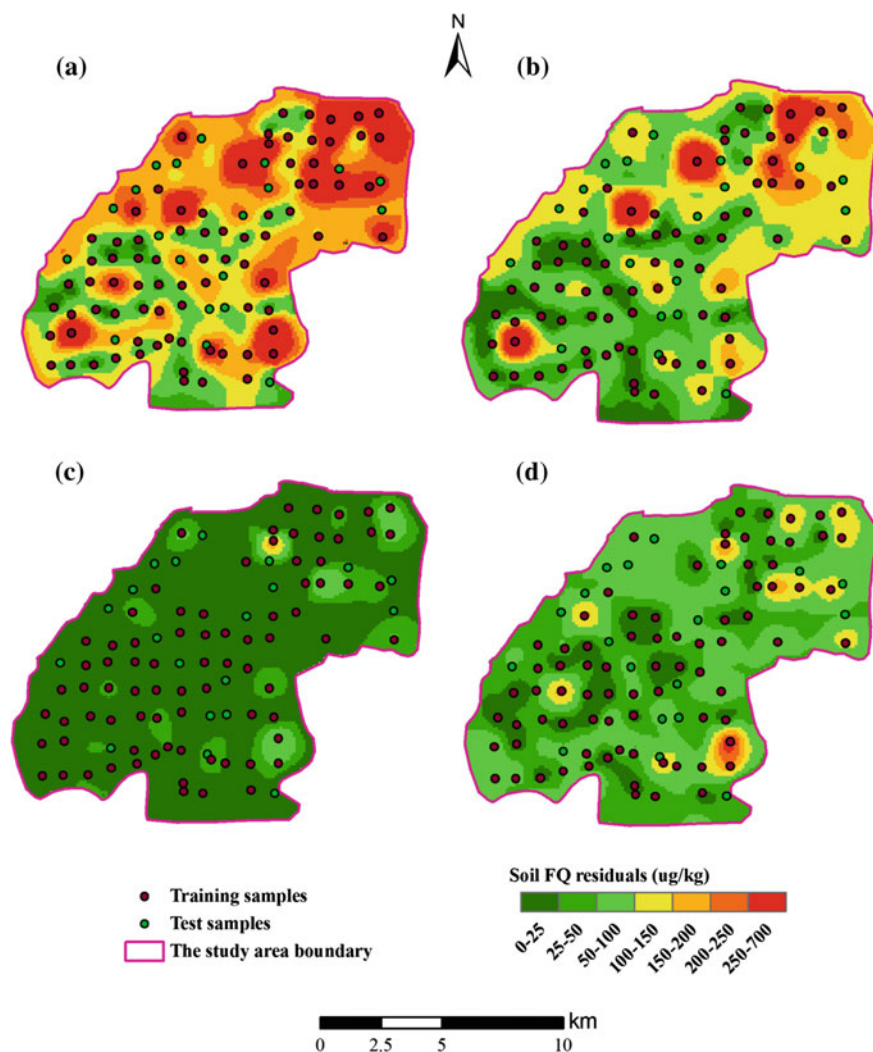 N
(a)
(b)
(c)
(d)
Training samples
Test samples
The study area boundary
Soil FQ residuals (ug/kg)
0-25
25-50
50-100
100-150
150-200
200-250
250-700
km
0 2.5 5 10